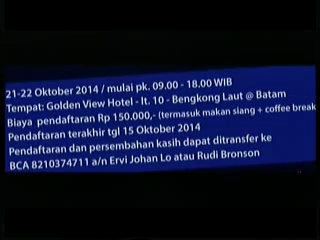 21-22 Oktober 2014 / mulai pk. 09.00 - 18.00 WIB
Tempat: Golden View Hotel - lt. 10 - Bengkong Laut @ Batam
Biaya pendaftaran Rp 150.000,- (termasuk makan siang + coffee break
Pendaftaran terakhir tgl 15 Oktober 2014
Pendaftaran dan persembahan kasih dapat ditransfer ke
BCA 8210374711 a/n Ervi Johan Lo atau Rudi Bronson